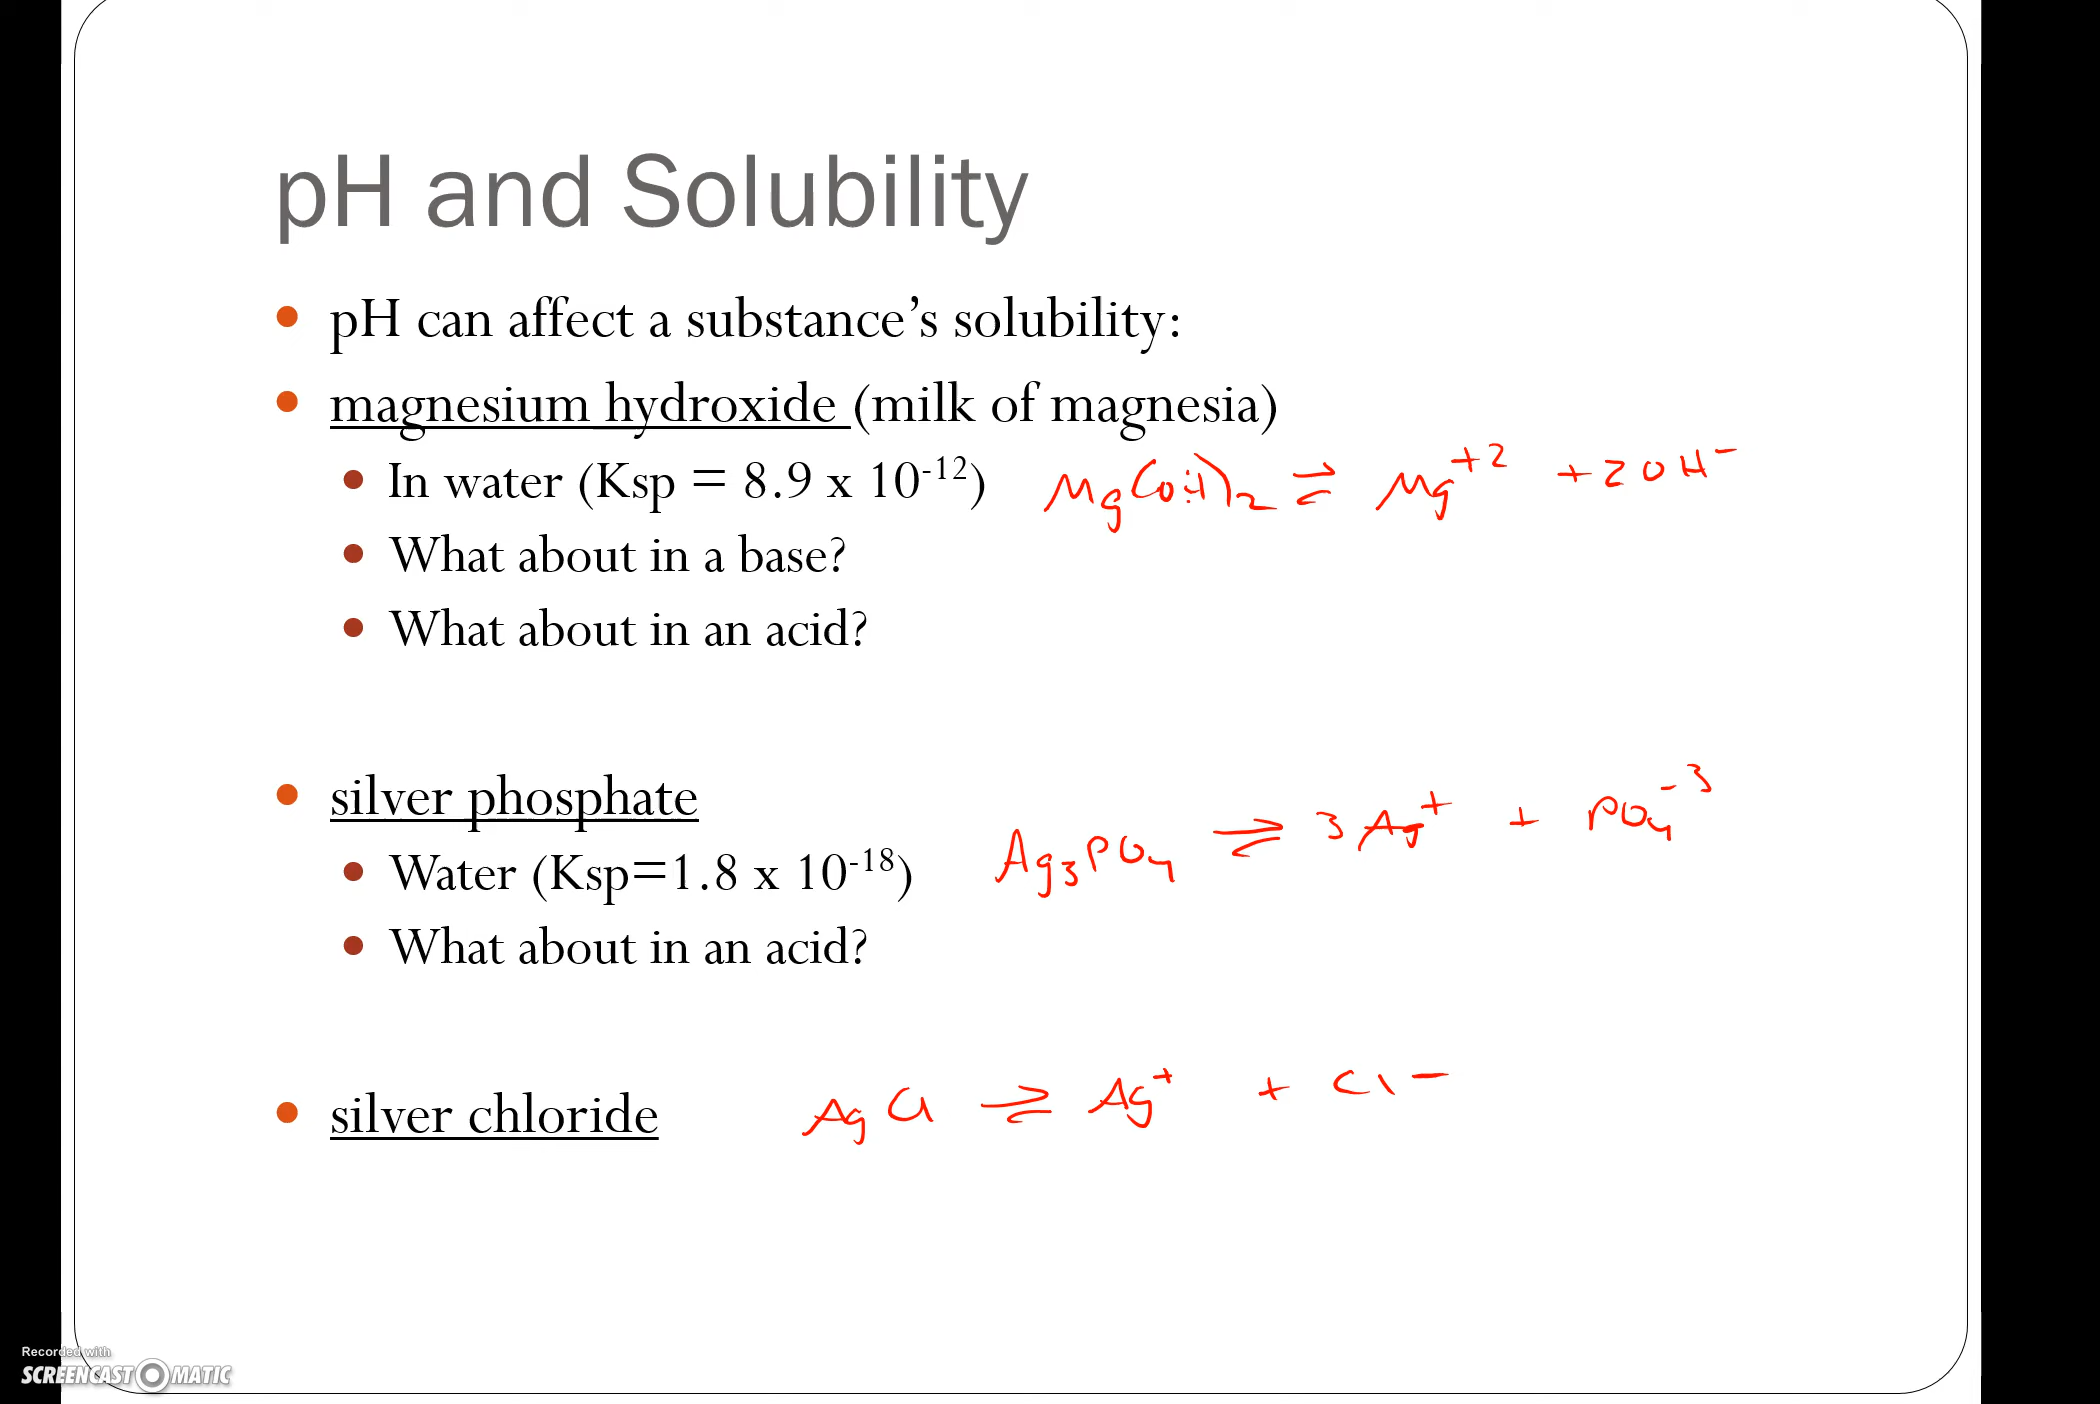 pH and Solubility
pH can affect a substance’s solubility:
magnesium hydroxide (milk of magnesia)
In water (Ksp = 8.9 x 10⁻¹²) Mg(OH)₂ ⇌ Mg⁺² + 2OH⁻
What about in a base?
What about in an acid?
silver phosphate
Water (Ksp=1.8 x 10⁻¹⁸) Ag₃PO₄ ⇌ 3Ag⁺ + PO₄⁻³
What about in an acid?
silver chloride AgCl ⇌ Ag⁺ + Cl⁻
Recorded with
SCREENCAST-O-MATIC